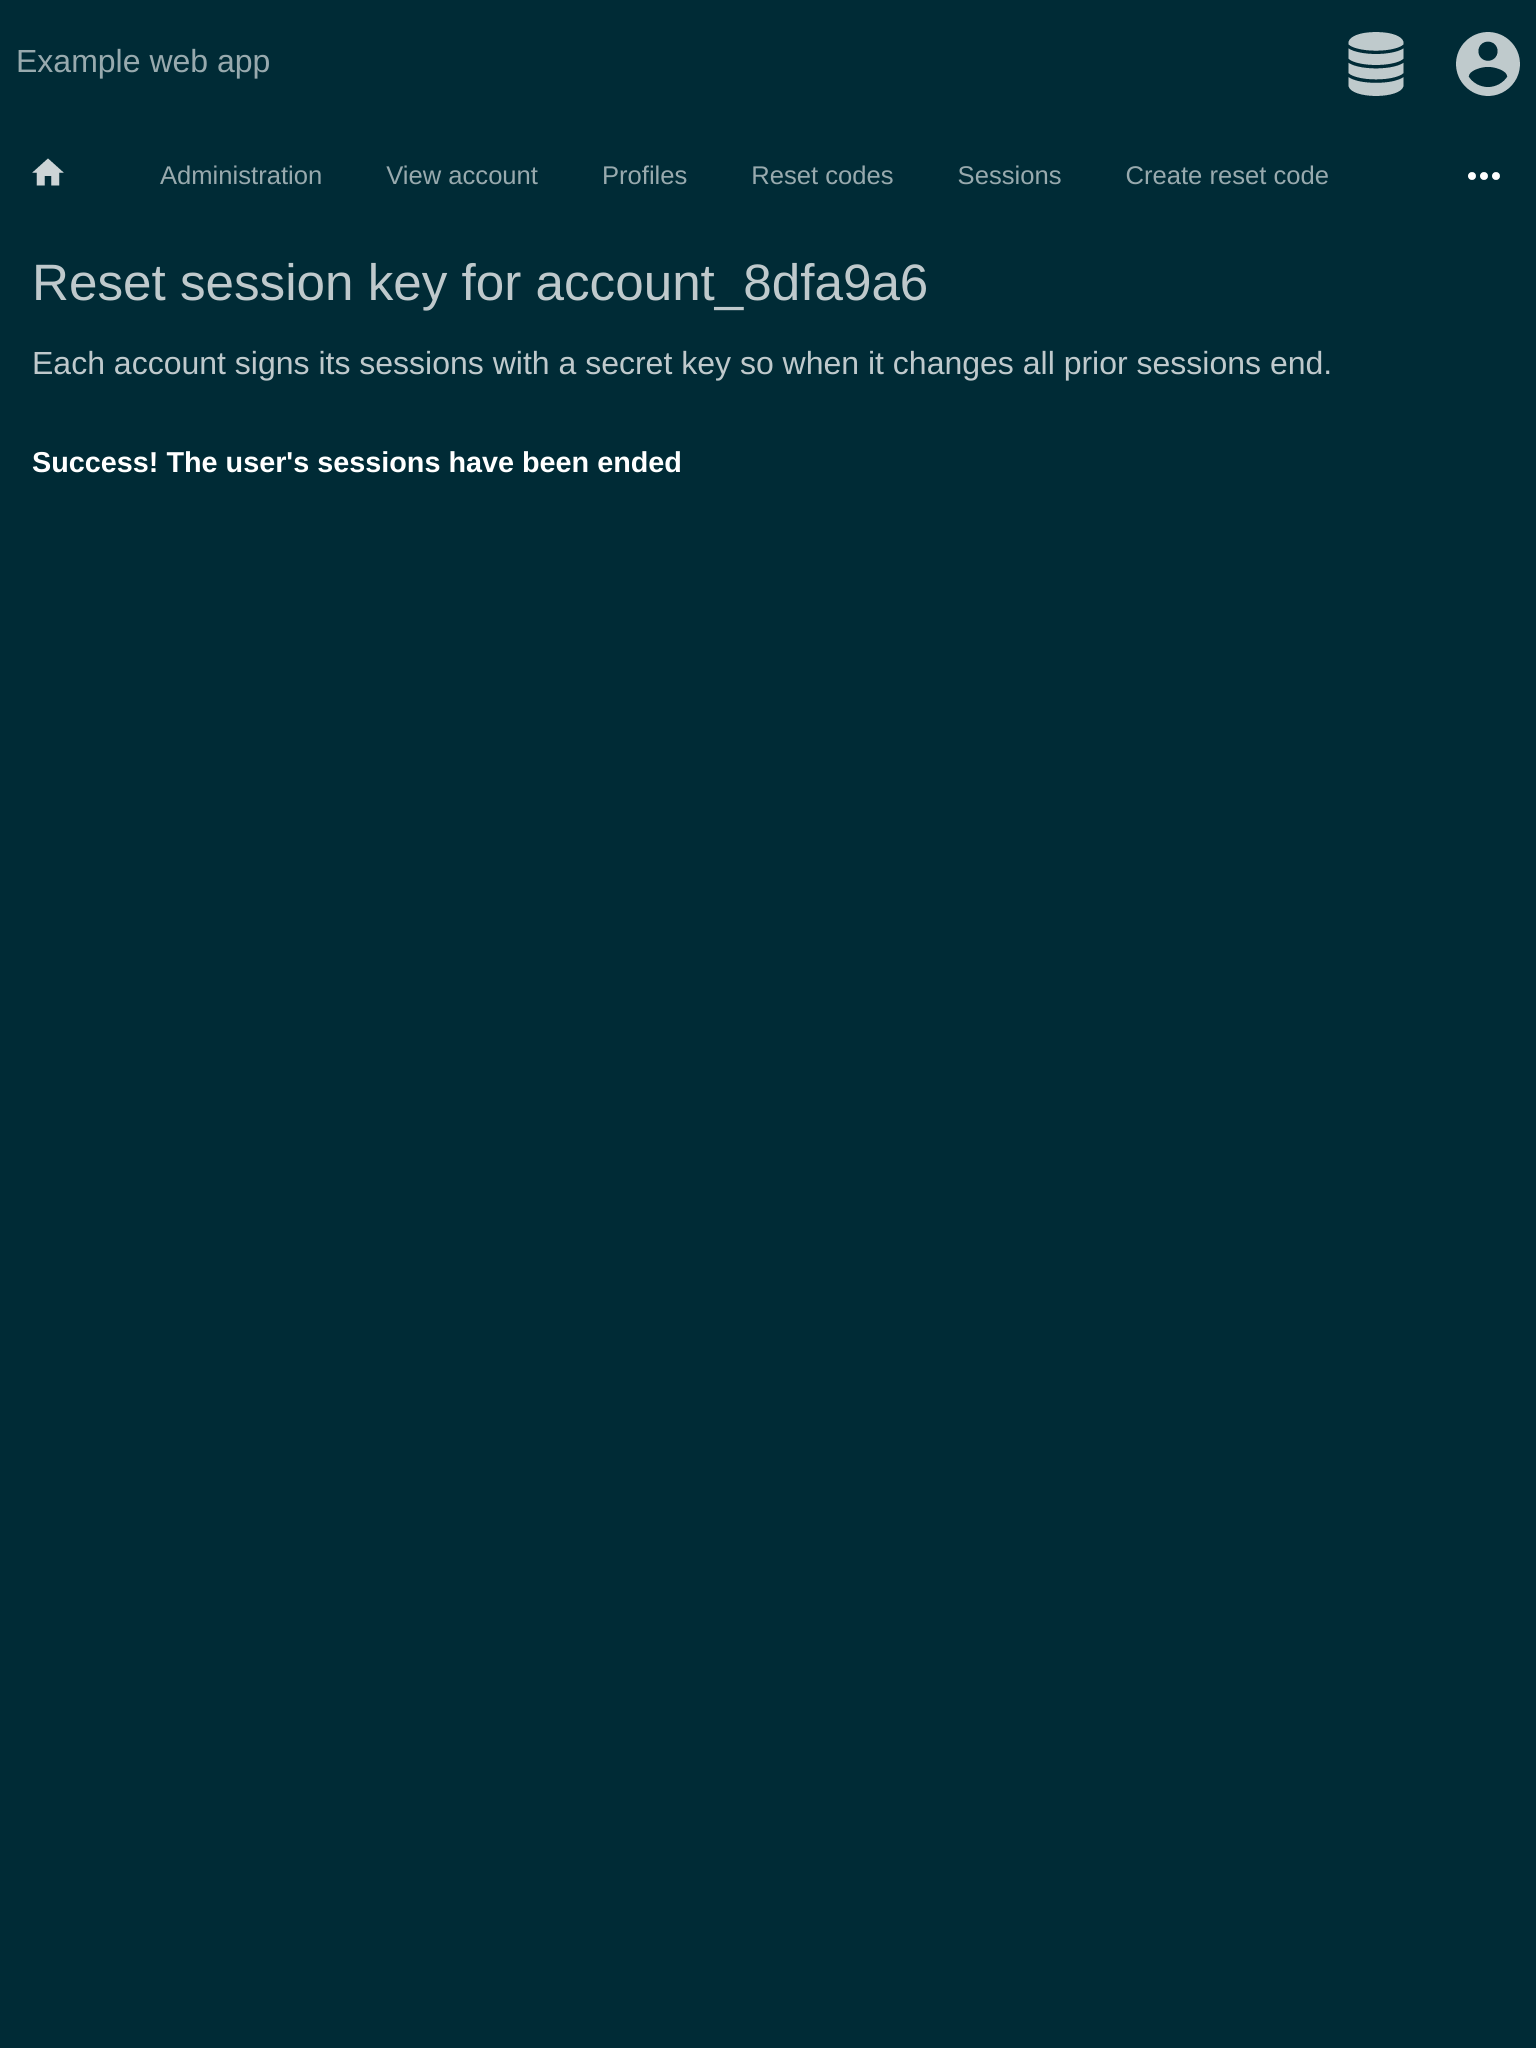 Example web app
Administration View account Profiles Reset codes Sessions Create reset code
Reset session key for account_8dfa9a6
Each account signs its sessions with a secret key so when it changes all prior sessions end.
Success! The user's sessions have been ended